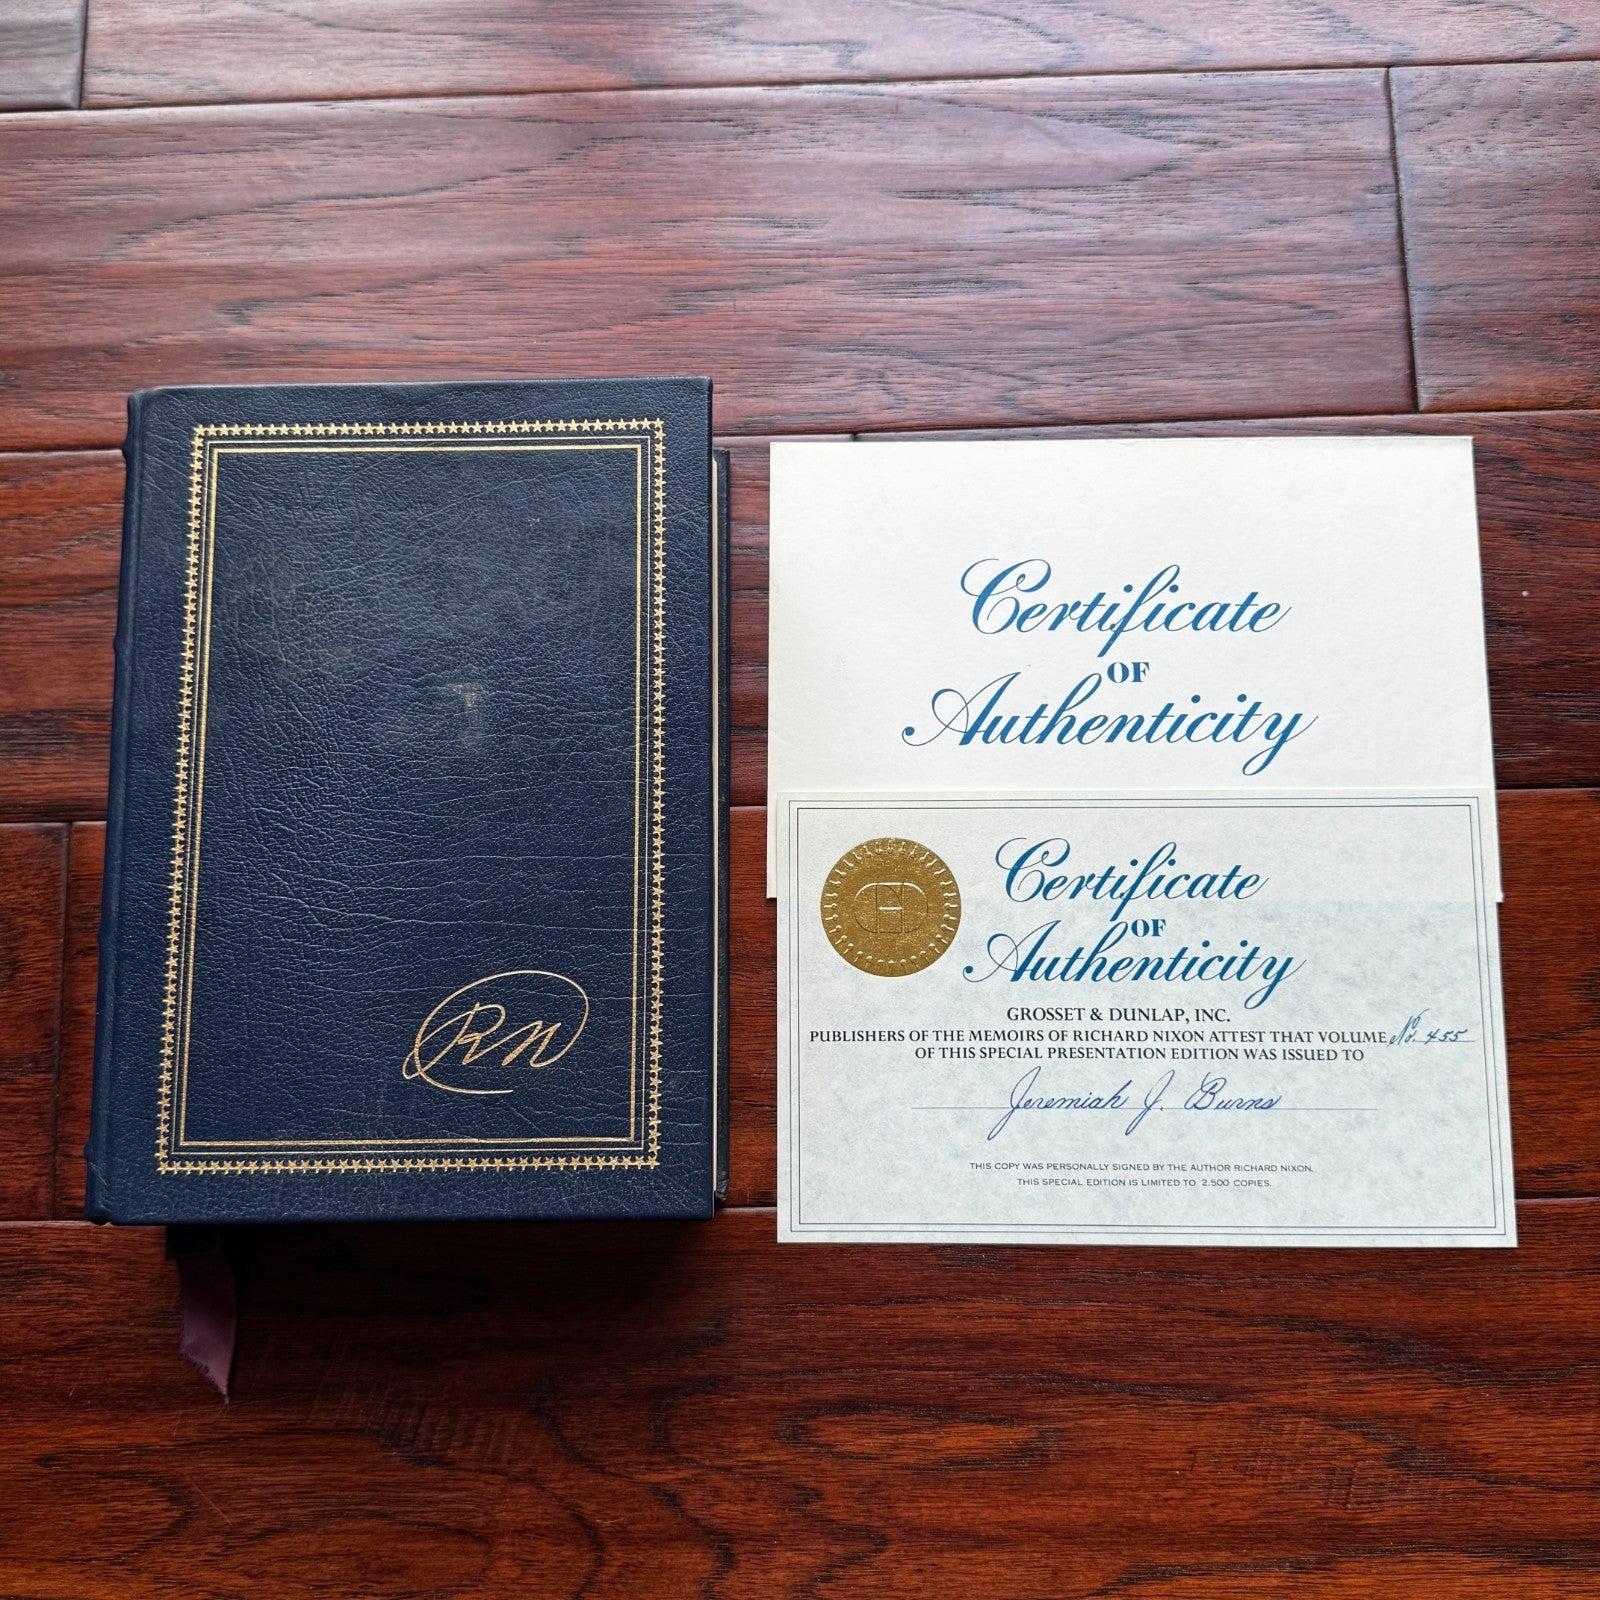 RN
Certificate
OF
Authenticity
Certificate
OF
Authenticity
GROSSET & DUNLAP, INC.
PUBLISHERS OF THE MEMOIRS OF RICHARD NIXON ATTEST THAT VOLUME No. 455
OF THIS SPECIAL PRESENTATION EDITION WAS ISSUED TO
Jeremiah J. Burns
THIS COPY WAS PERSONALLY SIGNED BY THE AUTHOR RICHARD NIXON.
THIS SPECIAL EDITION IS LIMITED TO 2,500 COPIES.